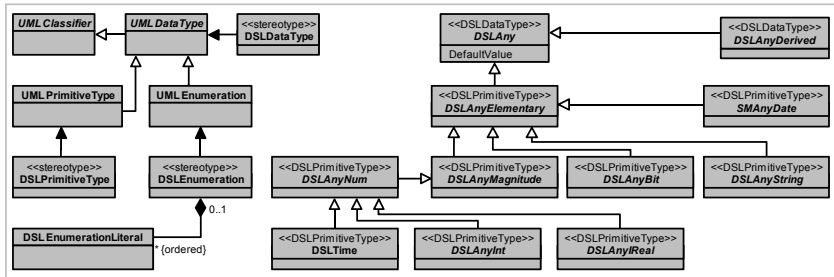 UMLClassifier
UMLDataType
<<stereotype>>
DSLDataType
<<DSLDataType>>
DSLAny
DefaultValue
<<DSLDataType>>
DSLAnyDerived
UMLPrimitiveType
UMLEnumeration
<<DSLPrimitiveType>>
DSLAnyElementary
<<DSLPrimitiveType>>
SMAnyDate
<<stereotype>>
DSLPrimitiveType
<<stereotype>>
DSLEnumeration
<<DSLPrimitiveType>>
DSLAnyNum
<<DSLPrimitiveType>>
DSLAnyMagnitude
<<DSLPrimitiveType>>
DSLAnyBit
<<DSLPrimitiveType>>
DSLAnyString
0..1
DSLEnumerationLiteral
* {ordered}
<<DSLPrimitiveType>>
DSLTime
<<DSLPrimitiveType>>
DSLAnyInt
<<DSLPrimitiveType>>
DSLAnylReal